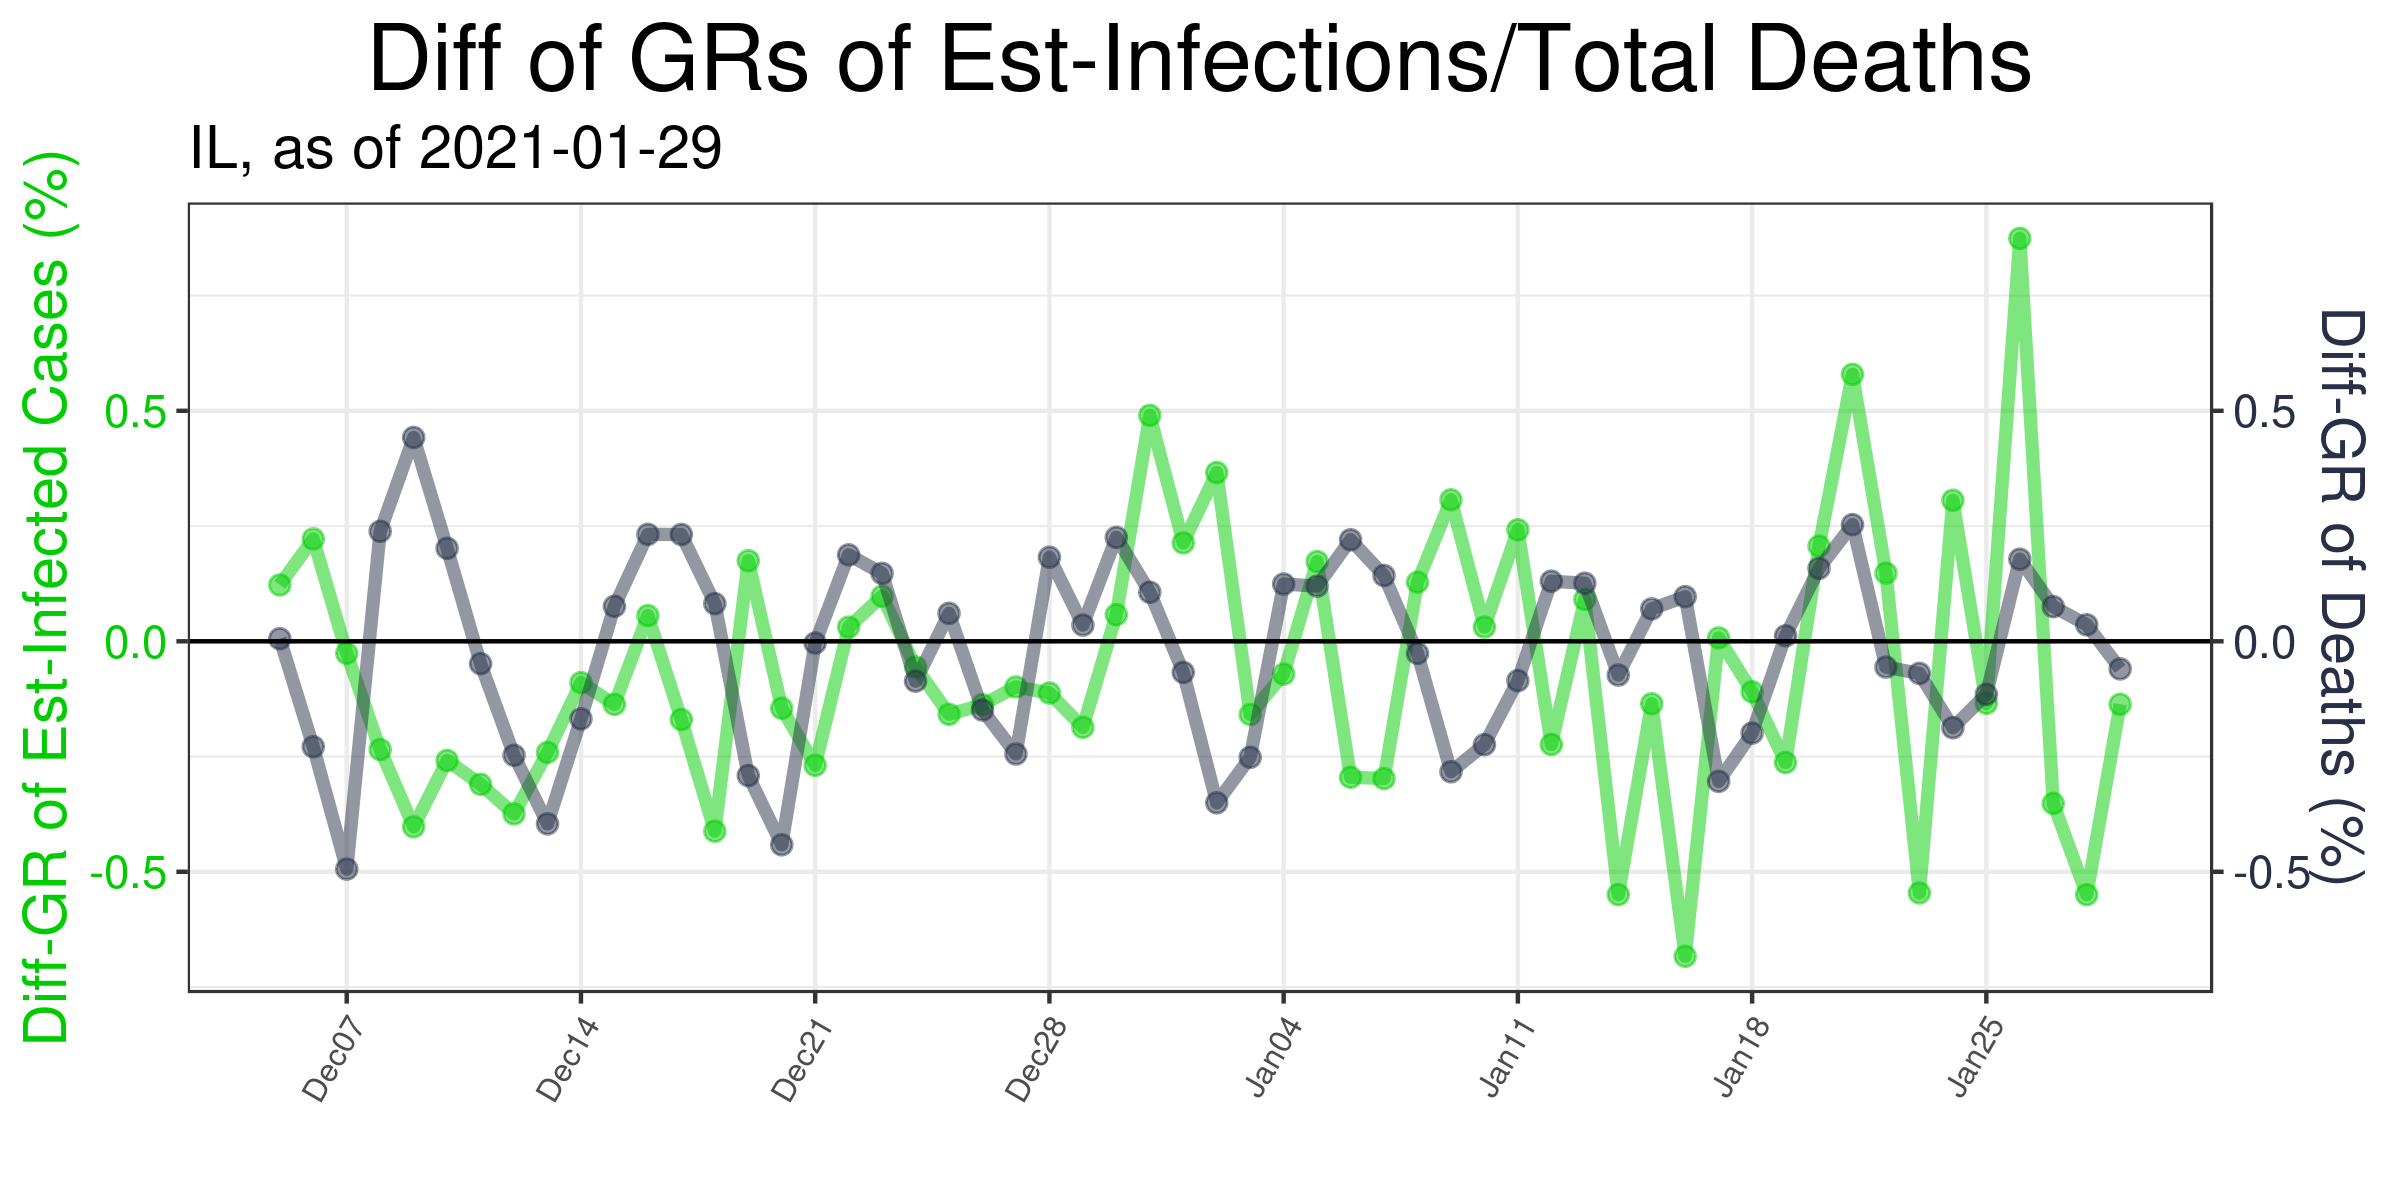 Diff of GRs of Est-Infections/Total Deaths
IL, as of 2021-01-29
Diff-GR of Est-Infected Cases (%)
0.5
0.0
-0.5
0.5
0.0
-0.5
Diff-GR of Deaths (%)
Dec07
Dec14
Dec21
Dec28
Jan04
Jan11
Jan18
Jan25